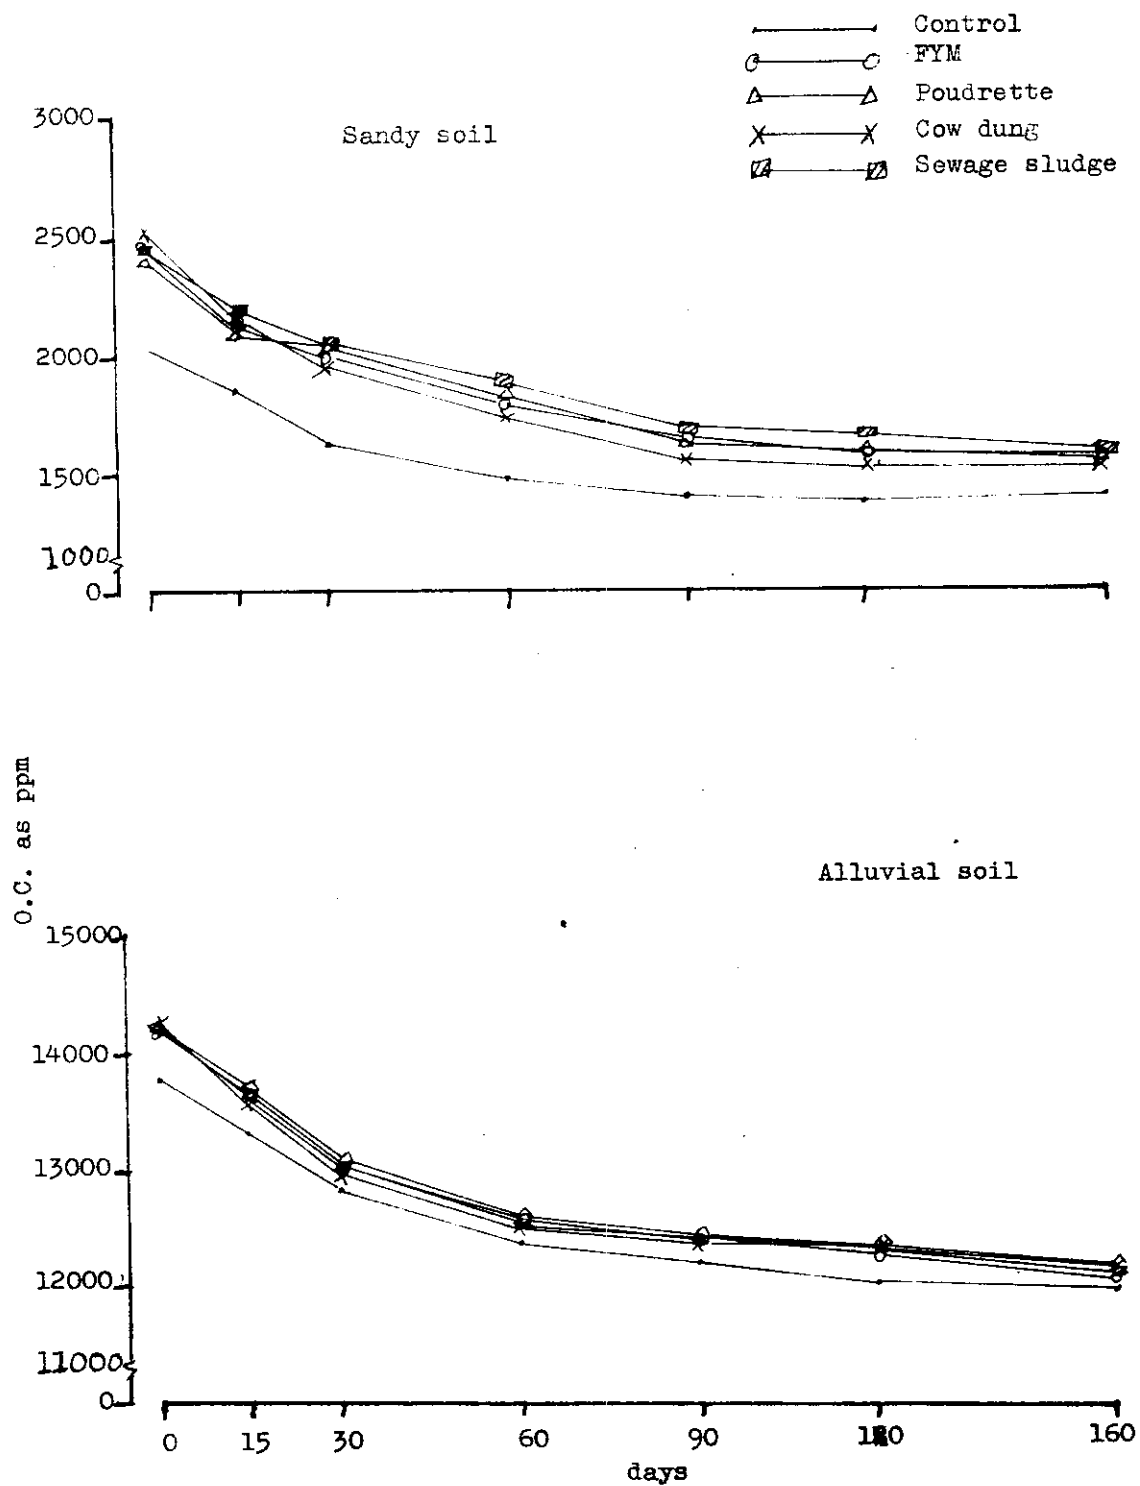 Control
FYM
Poudrette
Cow dung
Sewage sludge
Sandy soil
3000
2500
2000
1500
1000
0
O.C. as ppm
Alluvial soil
15000
14000
13000
12000
11000
0
0 15 30 60 90 120 160
days